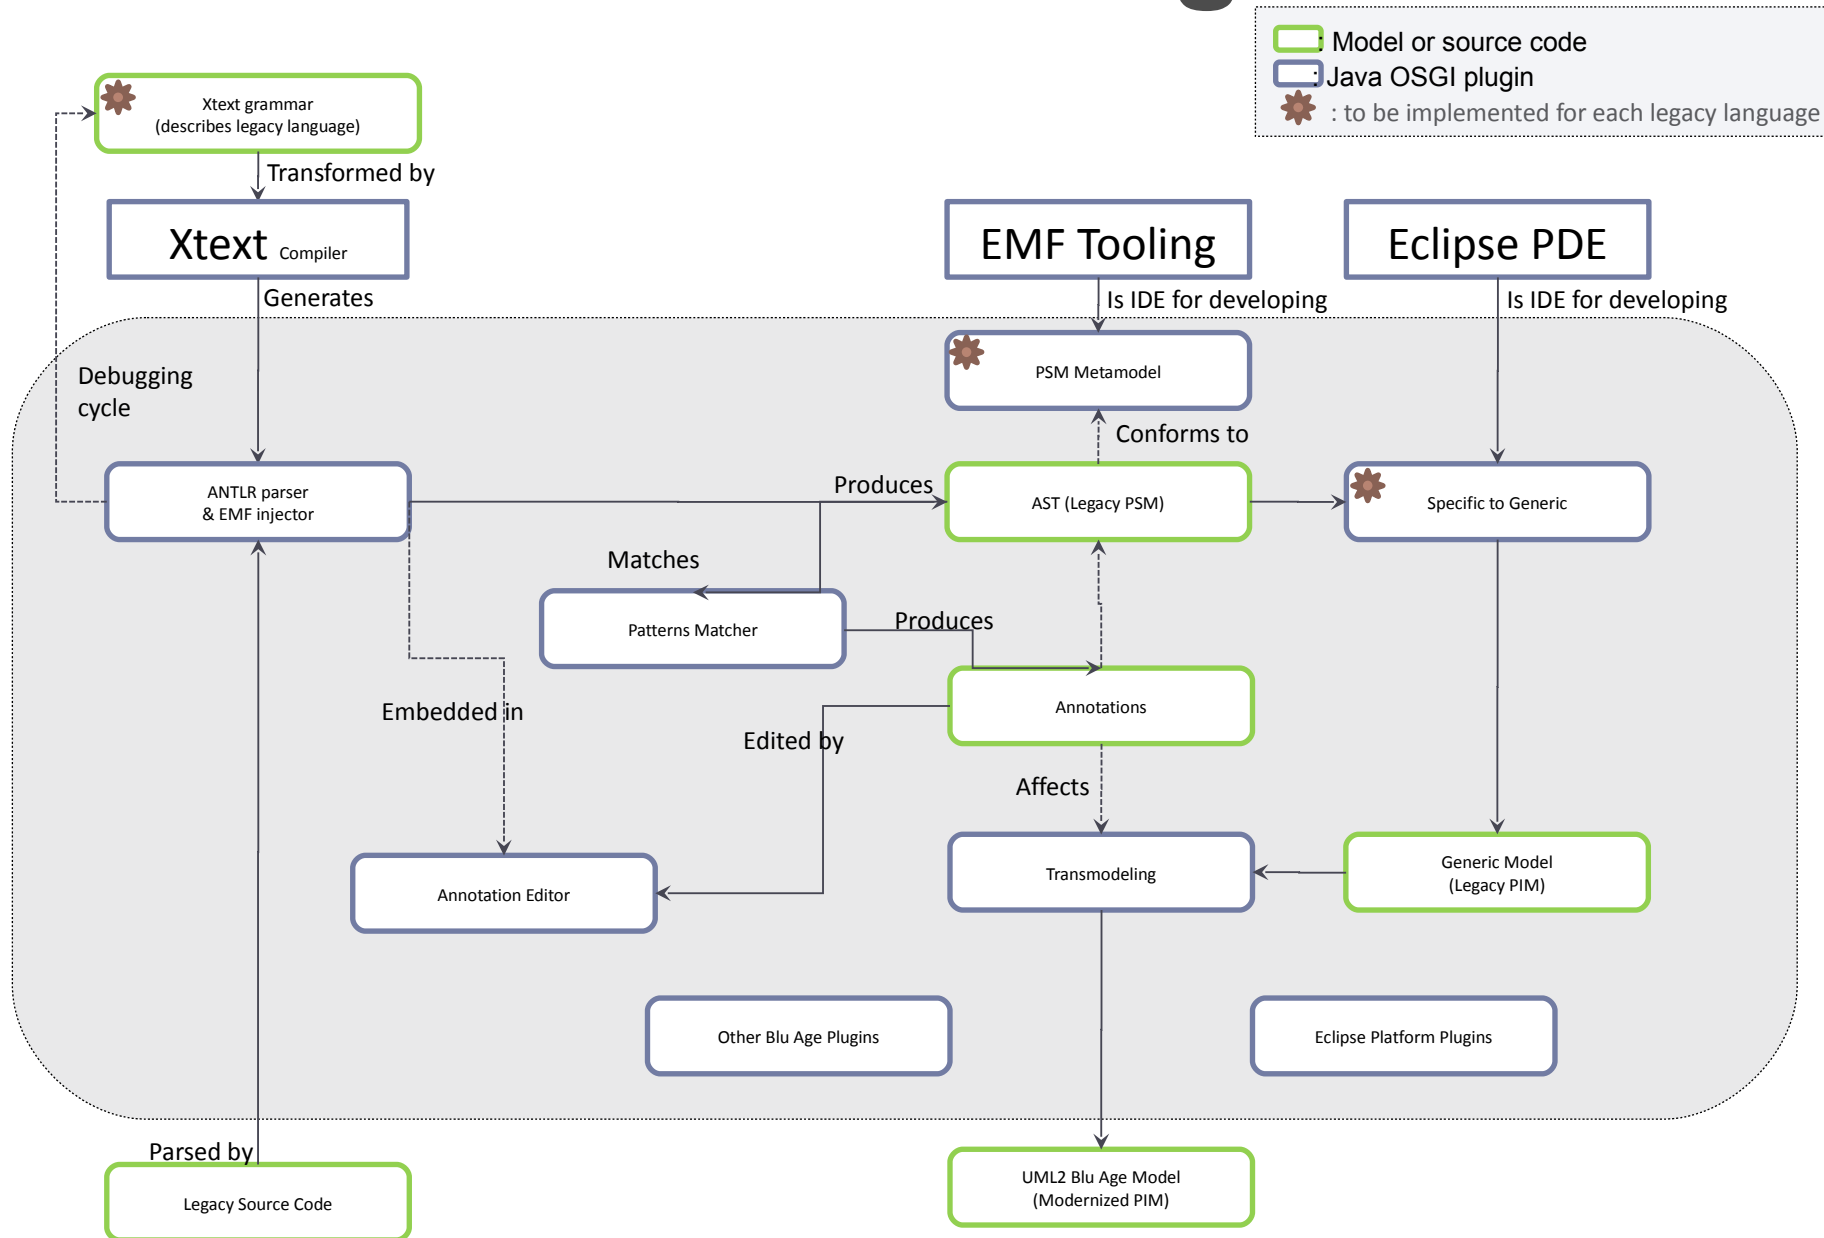 : Model or source code
: Java OSGI plugin
: to be implemented for each legacy language
Xtext grammar
(describes legacy language)
Transformed by
Xtext Compiler
EMF Tooling
Eclipse PDE
Generates
Is IDE for developing
Is IDE for developing
PSM Metamodel
Debugging
cycle
Conforms to
ANTLR parser
& EMF injector
Produces
AST (Legacy PSM)
Specific to Generic
Matches
Patterns Matcher
Produces
Annotations
Embedded in
Edited by
Affects
Annotation Editor
Transmodeling
Generic Model
(Legacy PIM)
Other Blu Age Plugins
Eclipse Platform Plugins
Parsed by
Legacy Source Code
UML2 Blu Age Model
(Modernized PIM)